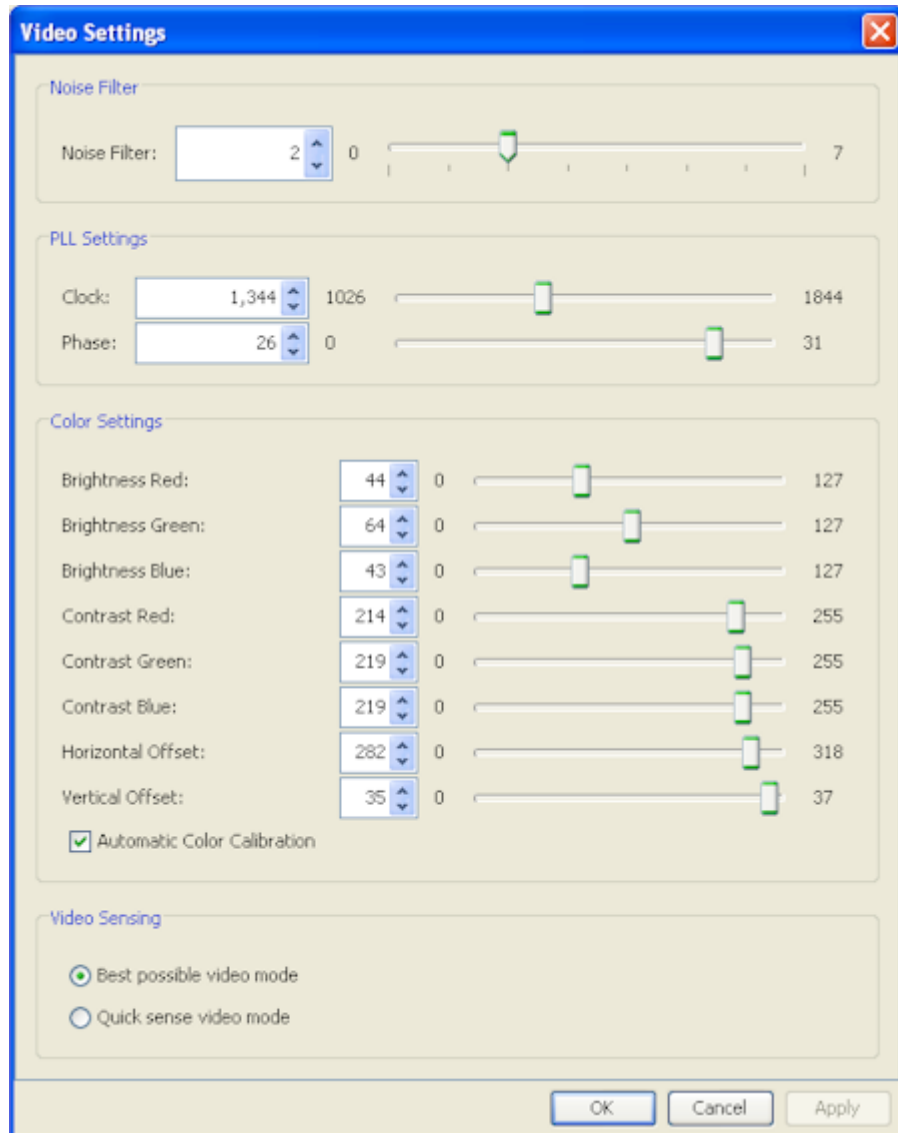 Video Settings
Noise Filter
Noise Filter: 2 0 7
PLL Settings
Clock: 1,344 1026 1844
Phase: 26 0 31
Color Settings
Brightness Red: 44 0 127
Brightness Green: 64 0 127
Brightness Blue: 43 0 127
Contrast Red: 214 0 255
Contrast Green: 219 0 255
Contrast Blue: 219 0 255
Horizontal Offset: 282 0 318
Vertical Offset: 35 0 37
Automatic Color Calibration
Video Sensing
Best possible video mode
Quick sense video mode
OK Cancel Apply